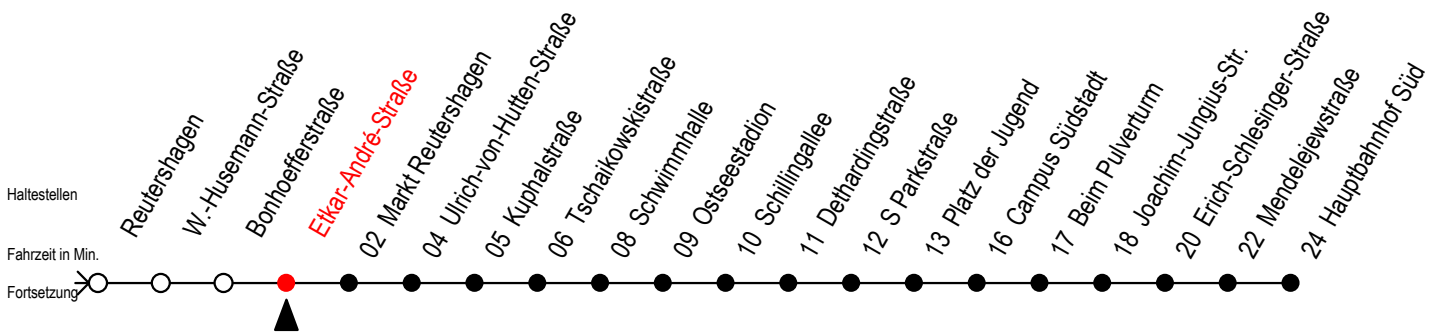 Haltestellen
Fahrzeit in Min.
Fortsetzung
Reutershagen
W.-Husemann-Straße
Bonhoefferstraße
Etkar-André-Straße
02 Markt Reutershagen
04 Ulrich-von-Hutten-Straße
05 Kuphalstraße
06 Tschaikowskistraße
08 Schwimmhalle
09 Ostseestadion
10 Schillingallee
11 Dethardingstraße
12 S Parkstraße
13 Platz der Jugend
16 Campus Südstadt
17 Beim Pulverturm
18 Joachim-Jungius-Str.
20 Erich-Schlesinger-Straße
22 Mendelejewstraße
24 Hauptbahnhof Süd